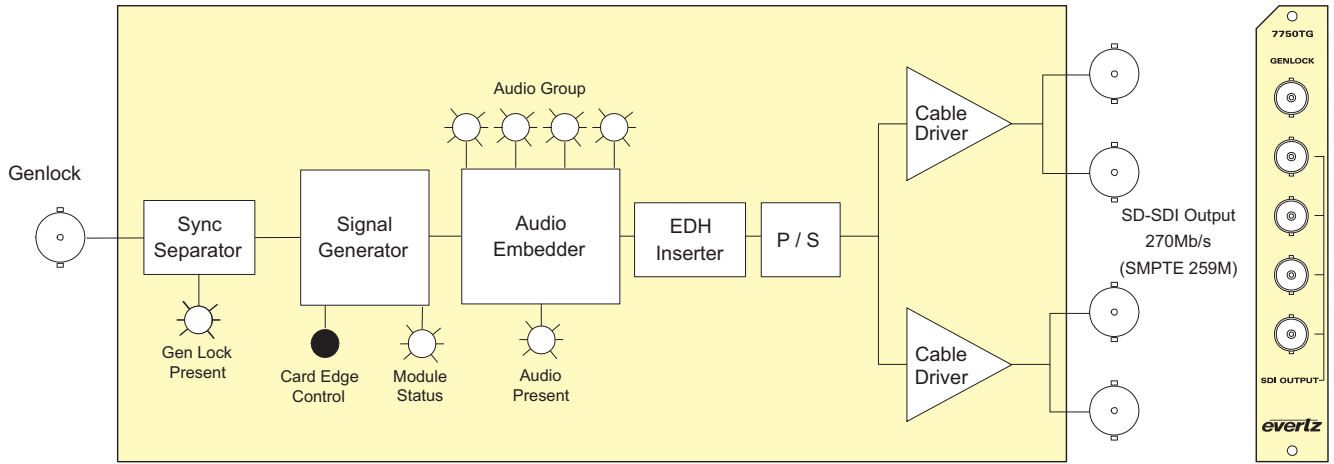 Genlock
Sync
Separator
Gen Lock
Present
Signal
Generator
Card Edge
Control
Module
Status
Audio Group
Audio
Embedder
Audio
Present
EDH
Inserter
P / S
Cable
Driver
Cable
Driver
SD-SDI Output
270Mb/s
(SMPTE 259M)
7750TG
GENLOCK
SDI OUTPUT
evertz